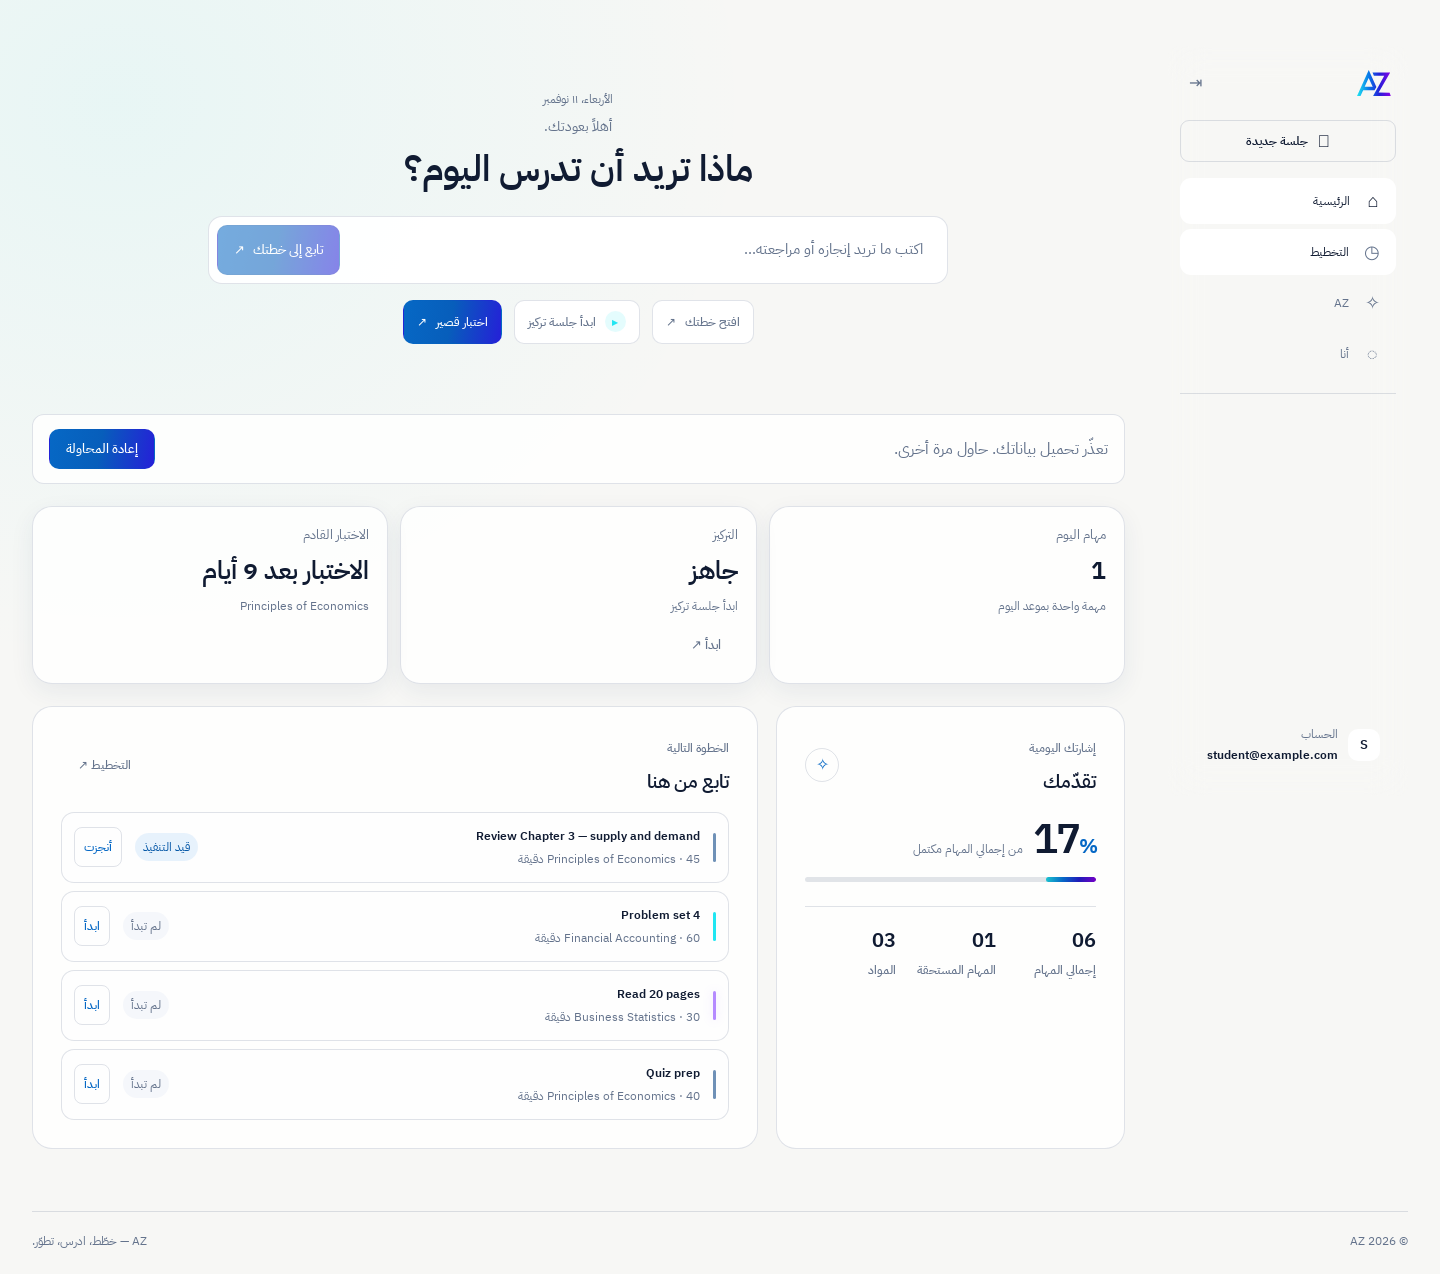 AZ
جلسة جديدة
الرئيسية
التخطيط
AZ
أنا
الحساب
S
student@example.com
الأربعاء، ١١ نوفمبر
أهلاً بعودتك.
ماذا تريد أن تدرس اليوم؟
اكتب ما تريد إنجازه أو مراجعته...
تابع إلى خطتك ↗
افتح خطتك ↗
ابدأ جلسة تركيز
اختبار قصير ↗
تعذّر تحميل بياناتك. حاول مرة أخرى.
إعادة المحاولة
مهام اليوم
1
مهمة واحدة بموعد اليوم
التركيز
جاهز
ابدأ جلسة تركيز
ابدأ ↗
الاختبار القادم
الاختبار بعد 9 أيام
Principles of Economics
إشارتك اليومية
تقدّمك
17%
من إجمالي المهام مكتمل
06
إجمالي المهام
01
المهام المستحقة
03
المواد
الخطوة التالية
تابع من هنا
التخطيط ↗
Review Chapter 3 — supply and demand
Principles of Economics · 45 دقيقة
قيد التنفيذ
أنجزت
Problem set 4
Financial Accounting · 60 دقيقة
لم تبدأ
ابدأ
Read 20 pages
Business Statistics · 30 دقيقة
لم تبدأ
ابدأ
Quiz prep
Principles of Economics · 40 دقيقة
لم تبدأ
ابدأ
© 2026 AZ
AZ — خطّط، ادرس، تطوّر.